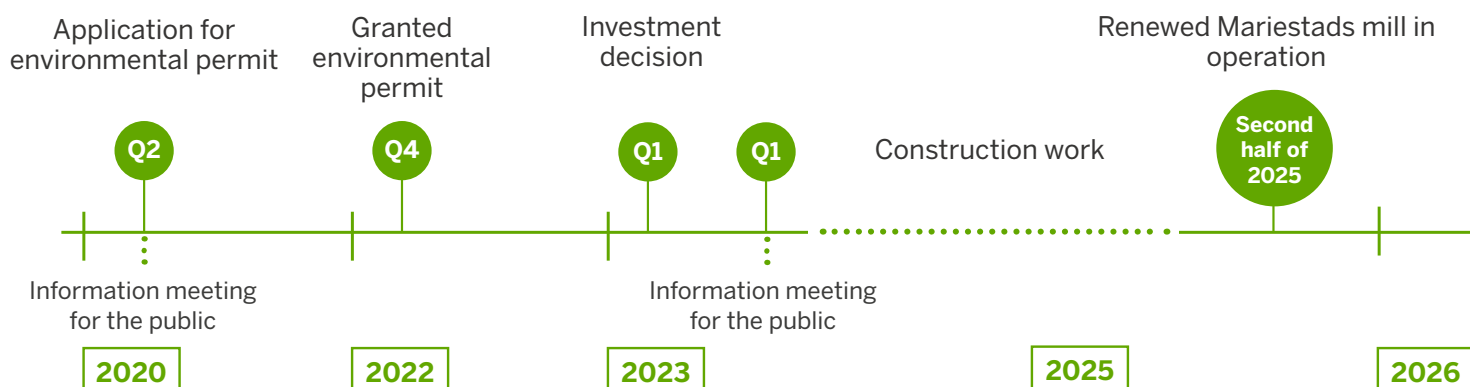 Application for
environmental permit
Granted
environmental
permit
Investment
decision
Renewed Mariestads mill in
operation
Q2
Q4
Q1
Q1
Construction work
Second
half of
2025
Information meeting
for the public
Information meeting
for the public
2020
2022
2023
2025
2026